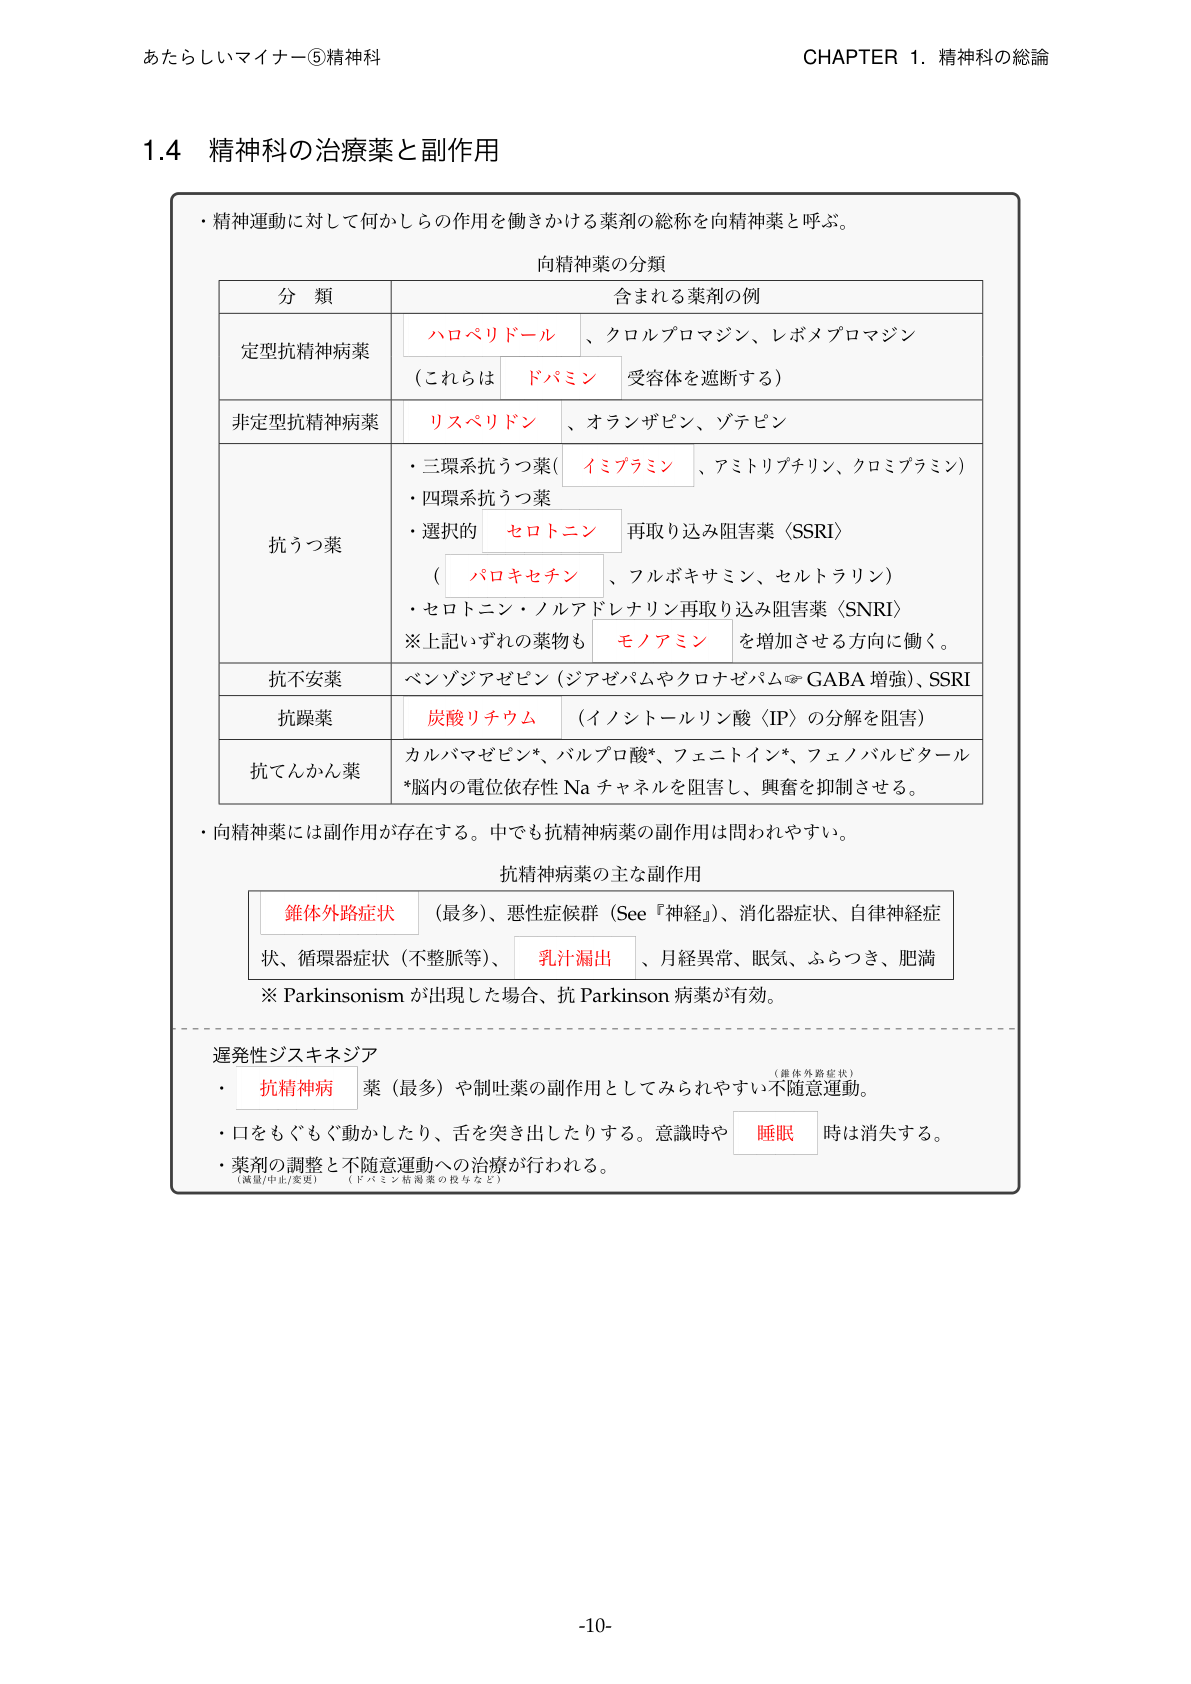 あたらしいマイナー⑤精神科 CHAPTER 1. 精神科の総論
1.4 精神科の治療薬と副作用
・精神運動に対して何かしらの作用を働きかける薬剤の総称を向精神薬と呼ぶ。
向精神薬の分類
分 類 含まれる薬剤の例
定型抗精神病薬
ハロペリドール 、クロルプロマジン、レボメプロマジン
（これらは ドパミン 受容体を遮断する）
非定型抗精神病薬 リスペリドン 、オランザピン、ゾテピン
抗うつ薬
・三環系抗うつ薬( イミプラミン 、アミトリプチリン、クロミプラミン）
・四環系抗うつ薬
・選択的 セロトニン 再取り込み阻害薬〈SSRI〉
（ パロキセチン 、フルボキサミン、セルトラリン）
・セロトニン・ノルアドレナリン再取り込み阻害薬〈SNRI〉
※上記いずれの薬物も モノアミン を増加させる方向に働く。
抗不安薬 ベンゾジアゼピン（ジアゼパムやクロナゼパム☞GABA 増強）、SSRI
抗躁薬 炭酸リチウム （イノシトールリン酸〈IP〉の分解を阻害）
抗てんかん薬
カルバマゼピン*、バルプロ酸*、フェニトイン*、フェノバルビタール
*脳内の電位依存性 Na チャネルを阻害し、興奮を抑制させる。
・向精神薬には副作用が存在する。中でも抗精神病薬の副作用は問われやすい。
抗精神病薬の主な副作用
錐体外路症状 （最多）、悪性症候群（See『神経』）、消化器症状、自律神経症
状、循環器症状（不整脈等）、 乳汁漏出 、月経異常、眠気、ふらつき、肥満
※ Parkinsonism が出現した場合、抗 Parkinson 病薬が有効。
遅発性ジスキネジア
（錐体外路症状）
・ 抗精神病 薬（最多）や制吐薬の副作用としてみられやすい不随意運動。
・口をもぐもぐ動かしたり、舌を突き出したりする。意識時や 睡眠 時は消失する。
・薬剤の調整と不随意運動への治療が行われる。
（減量/中止/変更） （ドパミン枯渇薬の投与など）
-10-